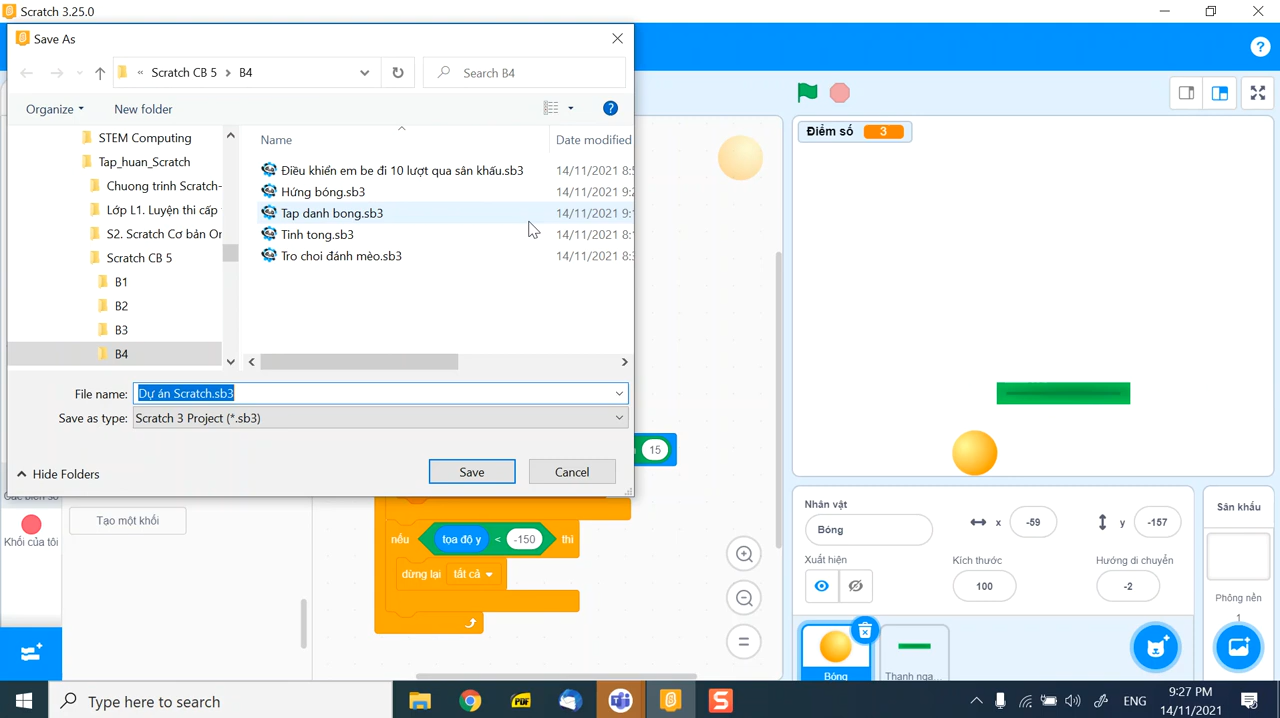 Scratch 3.25.0
Save As
« Scratch CB 5 › B4
Search B4
Organize
New folder
STEM Computing
Tap_huan_Scratch
Chuong trinh Scratch-
Lớp L1. Luyện thi cấp
S2. Scratch Cơ bản On
Scratch CB 5
B1
B2
B3
B4
Name
Date modified
Điều khiển em be đi 10 lượt qua sân khấu.sb3
14/11/2021 8:5
Hứng bóng.sb3
14/11/2021 9:2
Tap danh bong.sb3
14/11/2021 9:1
Tinh tong.sb3
14/11/2021 8:1
Tro choi đánh mèo.sb3
14/11/2021 8:3
File name:
Dự án Scratch.sb3
Save as type:
Scratch 3 Project (*.sb3)
Hide Folders
Save
Cancel
Điểm số 3
15
Khối của tôi
Tạo một khối
nếu tọa độ y < -150 thì
dừng lại tất cả
Nhân vật
Bóng
x -59
y -157
Xuất hiện
Kích thước
100
Hướng di chuyển
-2
Sân khấu
Phông nền
1
Bóng
Thanh nga...
Type here to search
PDF
ENG
9:27 PM
14/11/2021